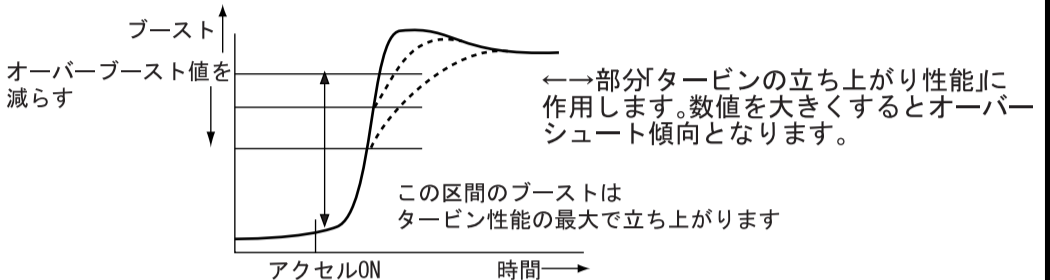 ブースト
オーバーブースト値を
減らす
←→部分「タービンの立ち上がり性能」に
作用します。数値を大きくするとオーバー
シュート傾向となります。
この区間のブーストは
タービン性能の最大で立ち上がります
アクセルON
時間